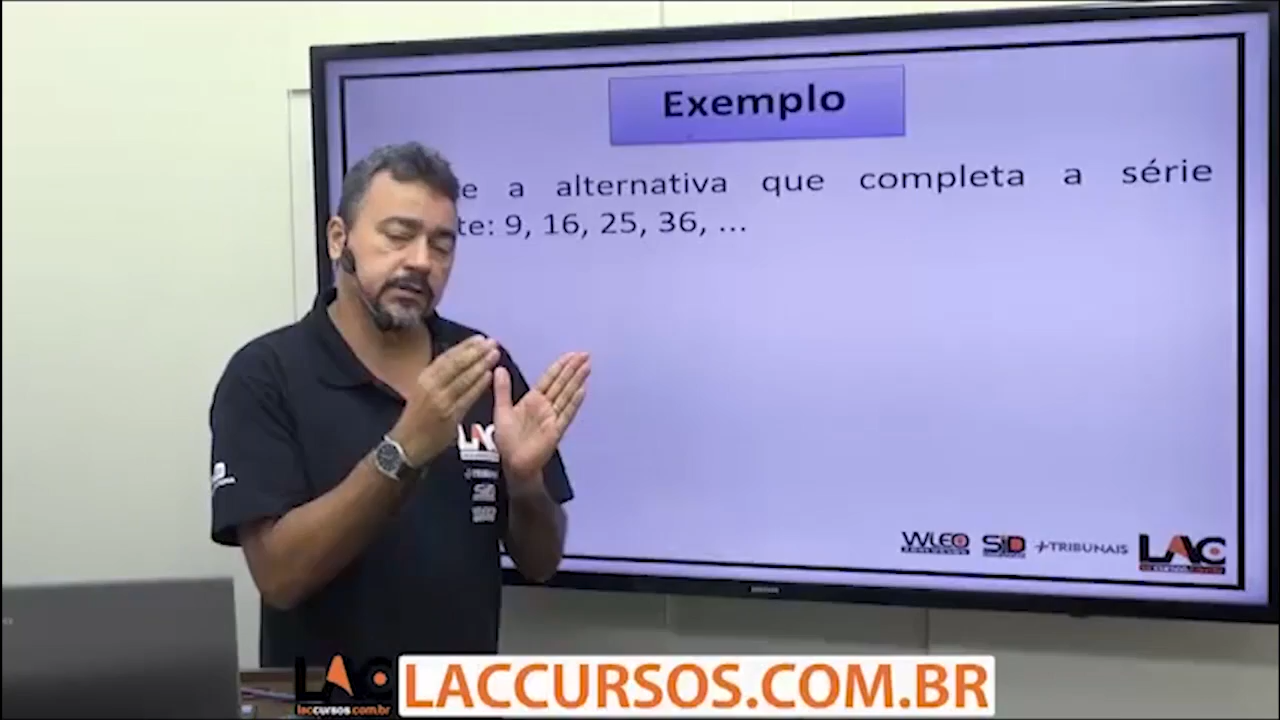 Exemplo
e a alternativa que completa a série
te: 9, 16, 25, 36, ...
WLEO
SID
+TRIBUNAIS
LAC
LAC
LAC
laccursos.com.br
LACCURSOS.COM.BR